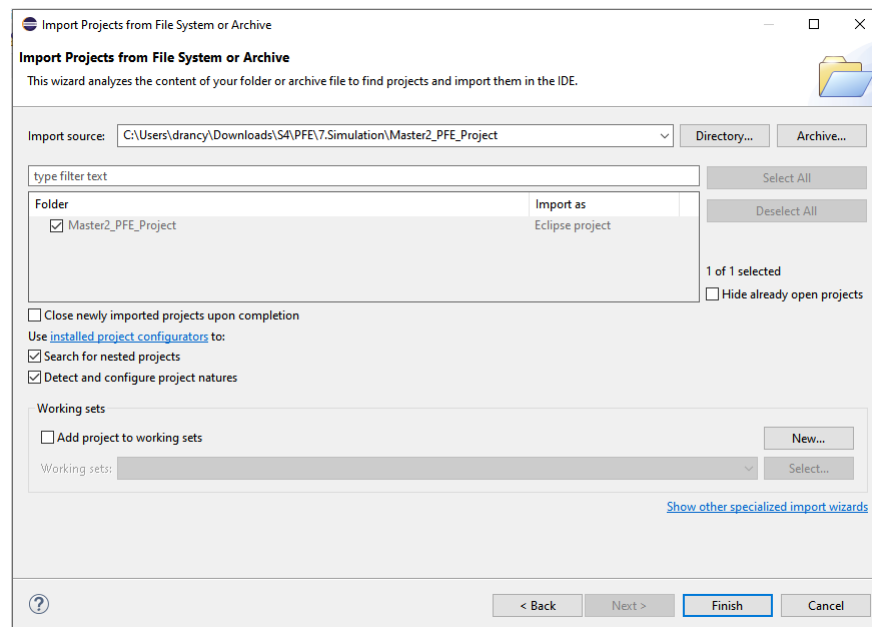 Import Projects from File System or Archive
Import Projects from File System or Archive
This wizard analyzes the content of your folder or archive file to find projects and import them in the IDE.
Import source: C:\Users\drancy\Downloads\S4\PFE\7.Simulation\Master2_PFE_Project Directory... Archive...
type filter text Select All
Folder Import as Deselect All
Master2_PFE_Project Eclipse project
1 of 1 selected
Hide already open projects
Close newly imported projects upon completion
Use installed project configurators to:
Search for nested projects
Detect and configure project natures
Working sets
Add project to working sets New...
Working sets: Select...
Show other specialized import wizards
? < Back Next > Finish Cancel